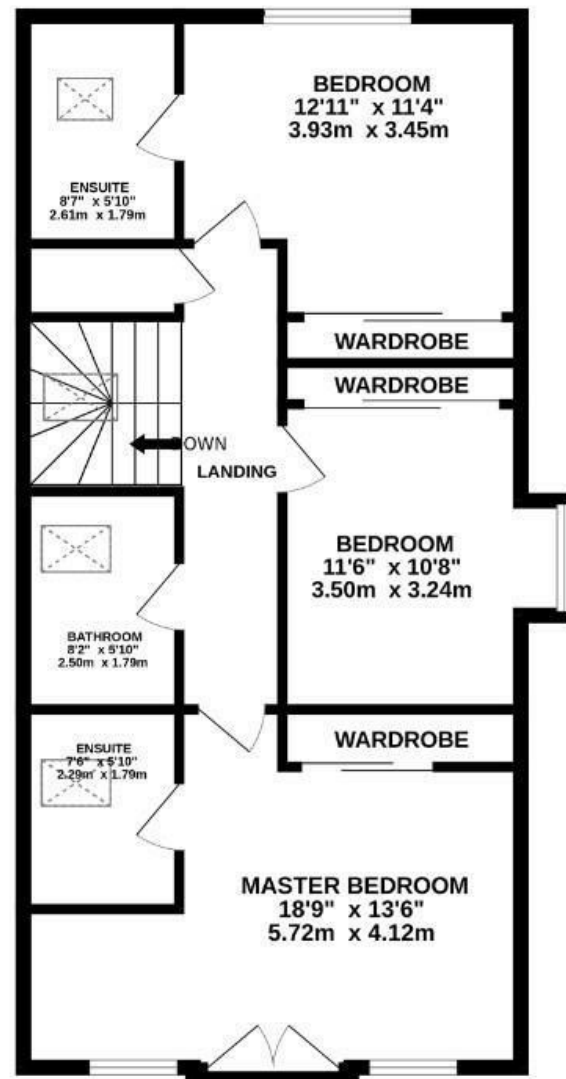 BEDROOM
12'11" x 11'4"
3.93m x 3.45m
ENSUITE
8'7" x 5'10"
2.61m x 1.79m
WARDROBE
WARDROBE
DOWN
LANDING
BEDROOM
11'6" x 10'8"
3.50m x 3.24m
BATHROOM
8'2" x 5'10"
2.50m x 1.79m
WARDROBE
ENSUITE
7'6" x 5'10"
2.29m x 1.79m
MASTER BEDROOM
18'9" x 13'6"
5.72m x 4.12m